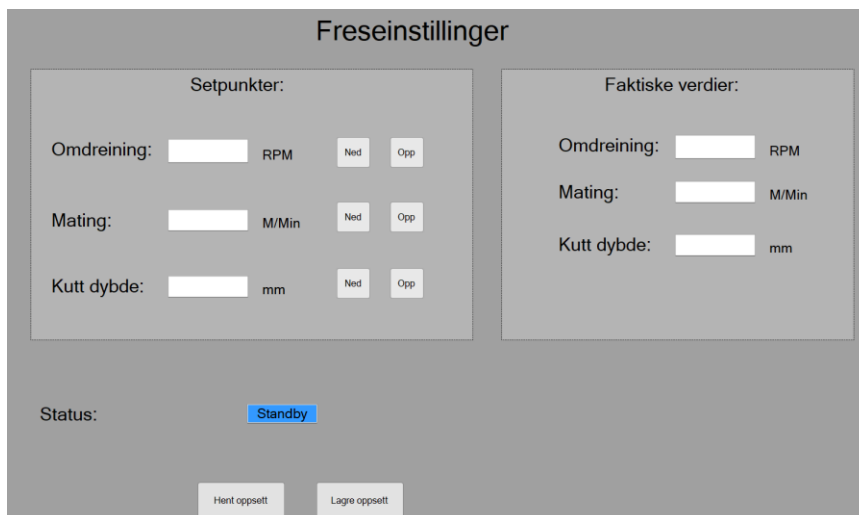 Freseinstillinger
Setpunkter:
Omdreining: RPM Ned Opp
Mating: M/Min Ned Opp
Kutt dybde: mm Ned Opp
Faktiske verdier:
Omdreining: RPM
Mating: M/Min
Kutt dybde: mm
Status: Standby
Hent oppsett Lagre oppsett